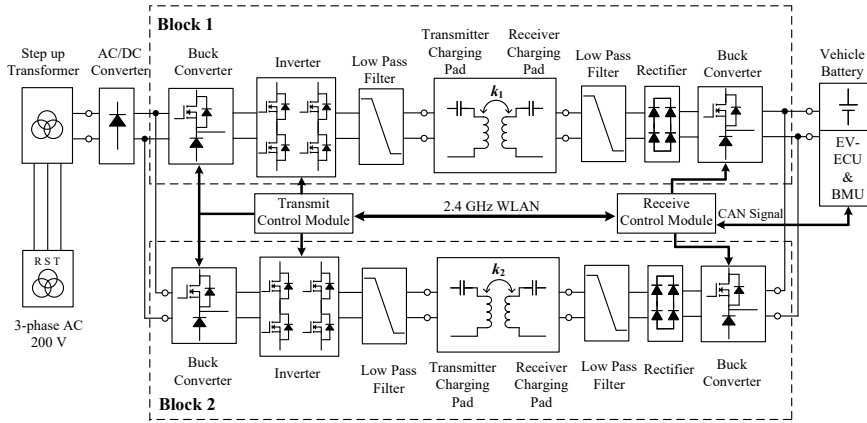 Block 1
Step up
Transformer
AC/DC
Converter
Buck
Converter
Inverter
Low Pass
Filter
Transmitter
Charging
Pad
Receiver
Charging
Pad
Low Pass
Filter
Rectifier
Buck
Converter
Vehicle
Battery
k1
EV-
ECU
&
BMU
Transmit
Control Module
2.4 GHz WLAN
Receive
Control Module
CAN Signal
R S T
3-phase AC
200 V
k2
Buck
Converter
Inverter
Low Pass
Filter
Transmitter
Charging
Pad
Receiver
Charging
Pad
Low Pass
Filter
Rectifier
Buck
Converter
Block 2